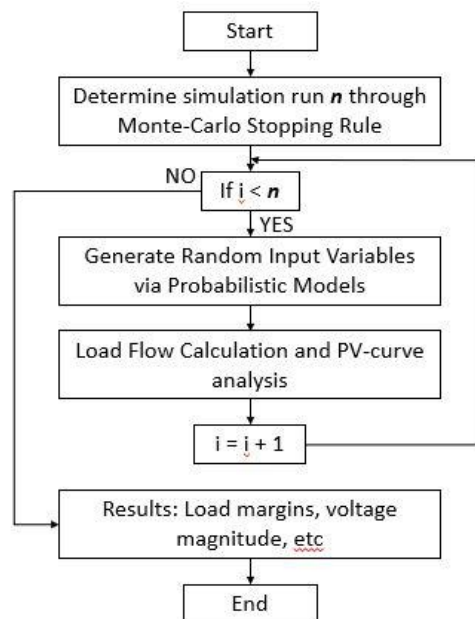 Start
Determine simulation run n through
Monte-Carlo Stopping Rule
NO
If i < n
YES
Generate Random Input Variables
via Probabilistic Models
Load Flow Calculation and PV-curve
analysis
i = i + 1
Results: Load margins, voltage
magnitude, etc
End